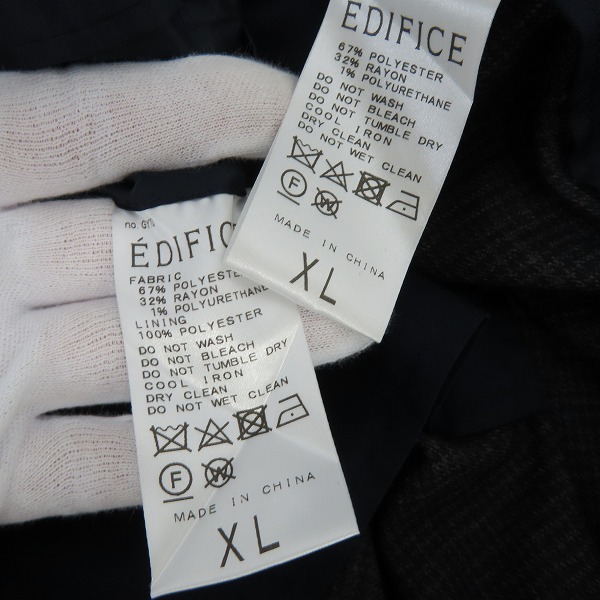 EDIFICE
67% POLYESTER
32% RAYON
1% POLYURETHANE
DO NOT WASH
DO NOT BLEACH
DO NOT TUMBLE DRY
COOL IRON
DRY CLEAN
DO NOT WET CLEAN
F W
MADE IN CHINA
XL
no.
ÉDIFIC
FABRIC
67% POLYESTER
32% RAYON
1% POLYURETHANE
LINING
100% POLYESTER
DO NOT WASH
DO NOT BLEACH
DO NOT TUMBLE DRY
COOL IRON
DRY CLEAN
DO NOT WET CLEAN
F W
MADE IN CHINA
XL